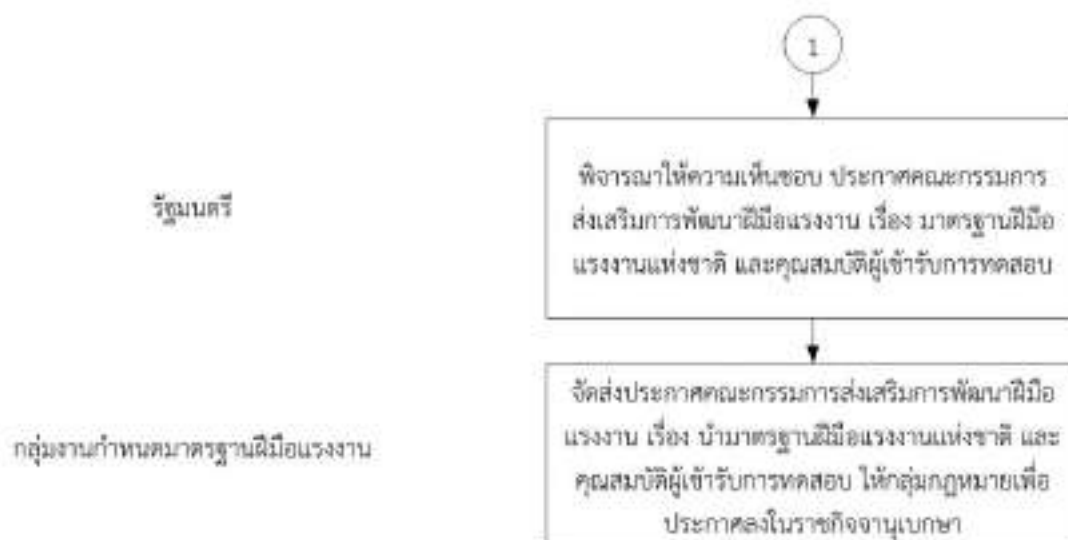 1
รัฐมนตรี
พิจารณาให้ความเห็นชอบ ประกาศคณะกรรมการ
ส่งเสริมการพัฒนาฝีมือแรงงาน เรื่อง มาตรฐานฝีมือ
แรงงานแห่งชาติ และคุณสมบัติผู้เข้ารับการทดสอบ
กลุ่มงานกำหนดมาตรฐานฝีมือแรงงาน
จัดส่งประกาศคณะกรรมการส่งเสริมการพัฒนาฝีมือ
แรงงาน เรื่อง นำมาตรฐานฝีมือแรงงานแห่งชาติ และ
คุณสมบัติผู้เข้ารับการทดสอบ ให้กลุ่มกฎหมายเพื่อ
ประกาศลงในราชกิจจานุเบกษา